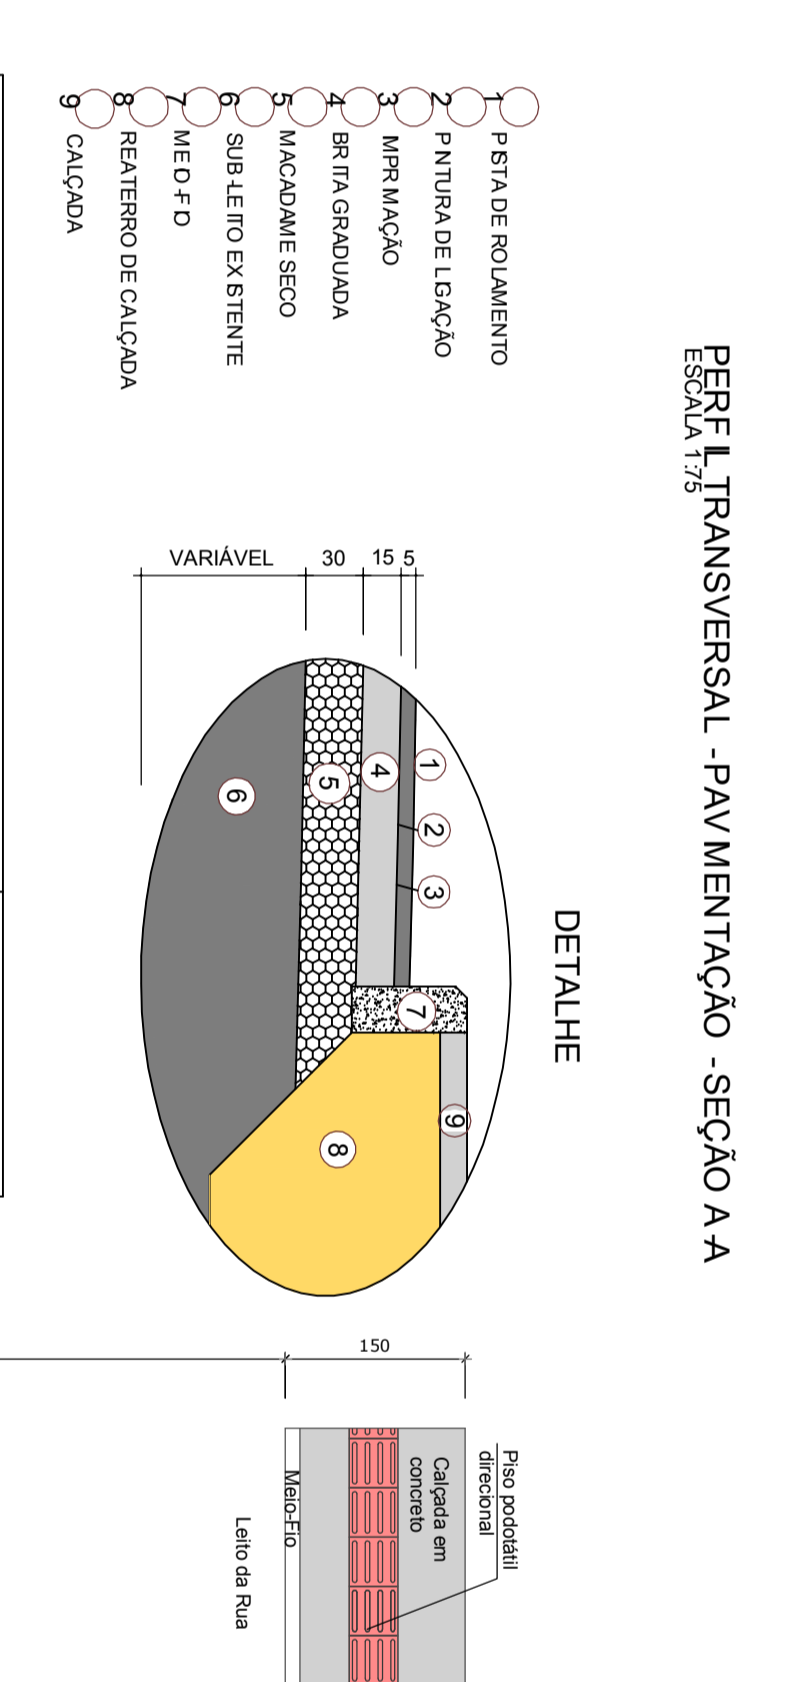 PERFIL TRANSVERSAL - PAVIMENTAÇÃO - SEÇÃO A-A
ESCALA 1:75
DETALHE
1 PISTA DE ROLAMENTO
2 PINTURA DE LIGAÇÃO
3 IMPRIMAÇÃO
4 BRITA GRADUADA
5 MACADAME SECO
6 SUB-LEITO EXISTENTE
7 MEIO-FIO
8 REATERRO DE CALÇADA
9 CALÇADA
VARIÁVEL
30
15
5
1
2
3
4
5
6
7
8
9
150
Piso podotátil
direcional
Calçada em
concreto
Meio-Fio
Leito da Rua